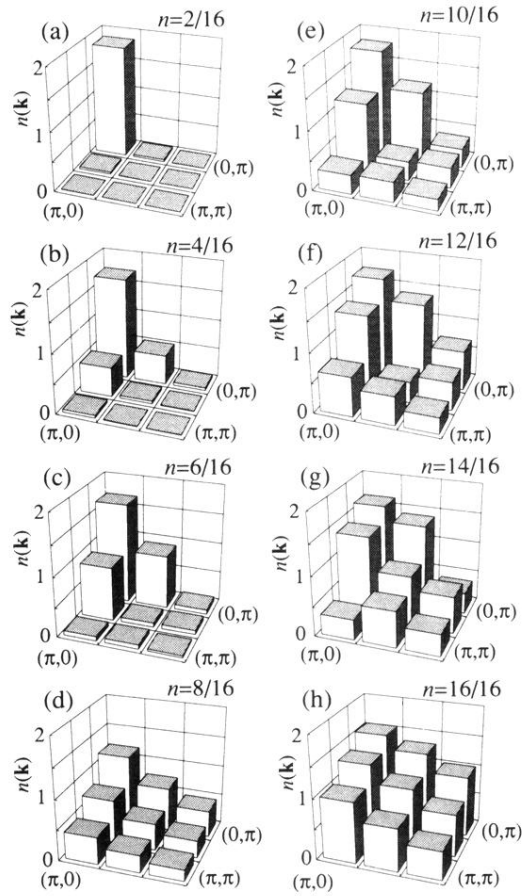 (a) n=2/16
2
1
0
n(k)
(π,0)
(0,π)
(π,π)
(b) n=4/16
2
1
0
n(k)
(π,0)
(0,π)
(π,π)
(c) n=6/16
2
1
0
n(k)
(π,0)
(0,π)
(π,π)
(d) n=8/16
2
1
0
n(k)
(π,0)
(0,π)
(π,π)
(e) n=10/16
2
1
0
n(k)
(π,0)
(0,π)
(π,π)
(f) n=12/16
2
1
0
n(k)
(π,0)
(0,π)
(π,π)
(g) n=14/16
2
1
0
n(k)
(π,0)
(0,π)
(π,π)
(h) n=16/16
2
1
0
n(k)
(π,0)
(0,π)
(π,π)